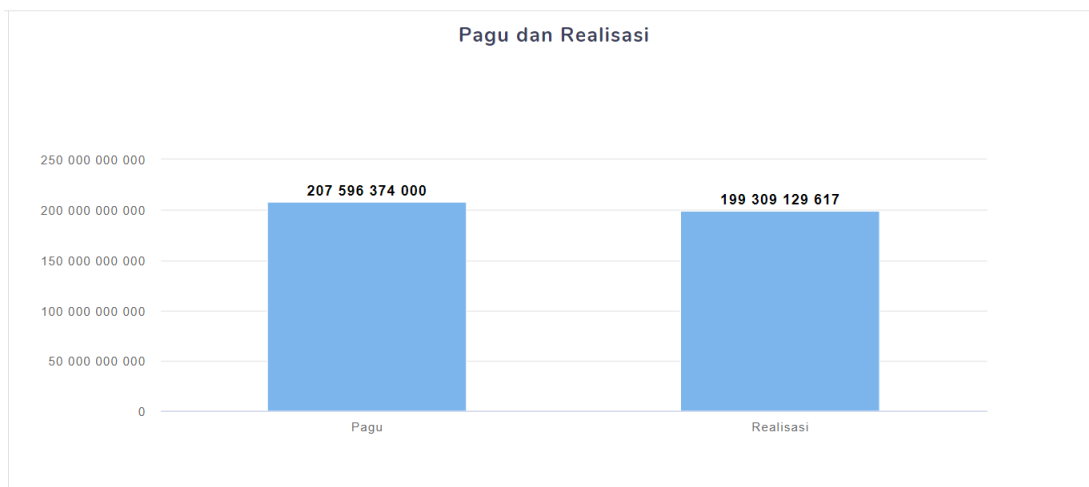 Pagu dan Realisasi
250 000 000 000
200 000 000 000
150 000 000 000
100 000 000 000
50 000 000 000
0
207 596 374 000
199 309 129 617
Pagu
Realisasi